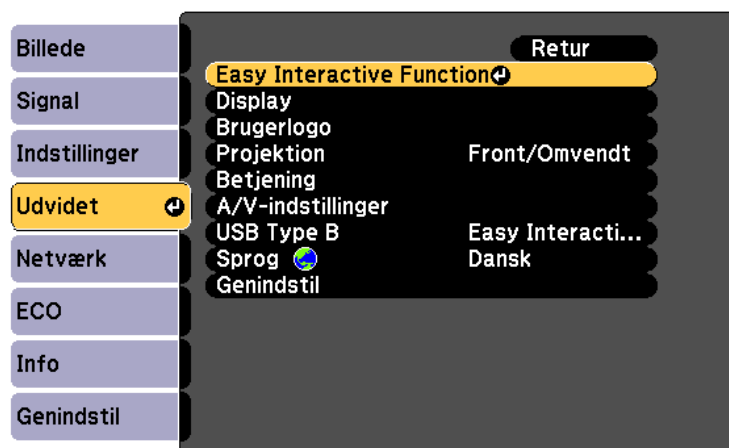 Billede
Signal
Indstillinger
Udvidet
Netværk
ECO
Info
Genindstil
Retur
Easy Interactive Function
Display
Brugerlogo
Projektion Front/Omvendt
Betjening
A/V-indstillinger
USB Type B Easy Interacti...
Sprog Dansk
Genindstil